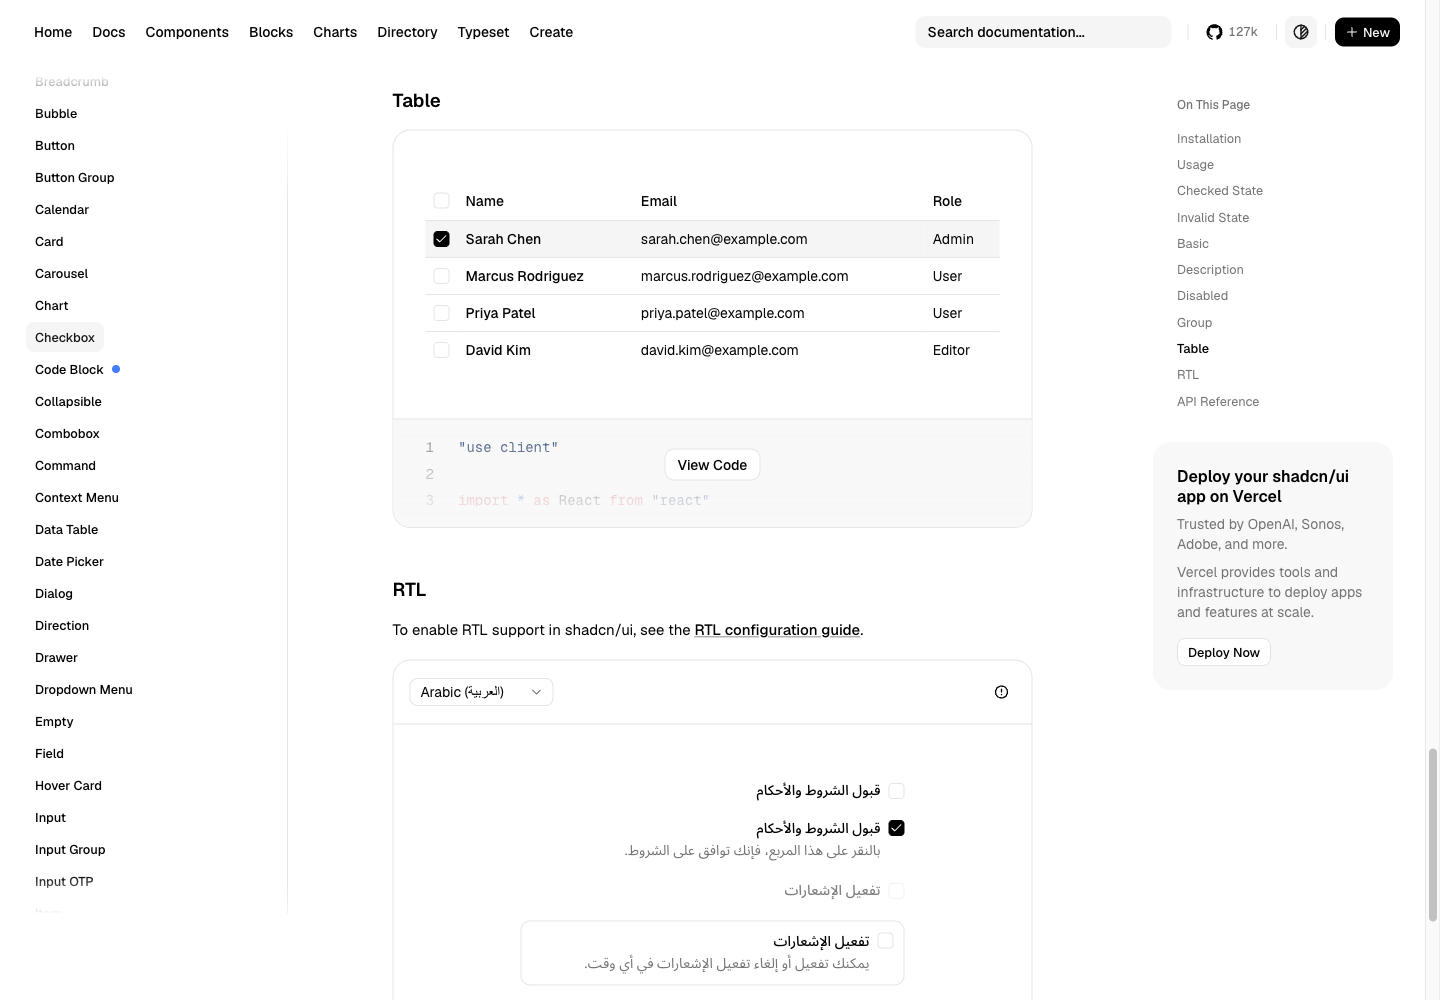 Home Docs Components Blocks Charts Directory Typeset Create Search documentation... 127k New
Breadcrumb
Bubble
Button
Button Group
Calendar
Card
Carousel
Chart
Checkbox
Code Block
Collapsible
Combobox
Command
Context Menu
Data Table
Date Picker
Dialog
Direction
Drawer
Dropdown Menu
Empty
Field
Hover Card
Input
Input Group
Input OTP
Item
Table
Name Email Role
Sarah Chen sarah.chen@example.com Admin
Marcus Rodriguez marcus.rodriguez@example.com User
Priya Patel priya.patel@example.com User
David Kim david.kim@example.com Editor
1 "use client"
View Code
2
3 import * as React from "react"
RTL
To enable RTL support in shadcn/ui, see the RTL configuration guide.
Arabic (العربية)
قبول الشروط والأحكام
قبول الشروط والأحكام
بالنقر على هذا المربع، فإنك توافق على الشروط.
تفعيل الإشعارات
تفعيل الإشعارات
يمكنك تفعيل أو إلغاء تفعيل الإشعارات في أي وقت.
On This Page
Installation
Usage
Checked State
Invalid State
Basic
Description
Disabled
Group
Table
RTL
API Reference
Deploy your shadcn/ui
app on Vercel
Trusted by OpenAI, Sonos,
Adobe, and more.
Vercel provides tools and
infrastructure to deploy apps
and features at scale.
Deploy Now